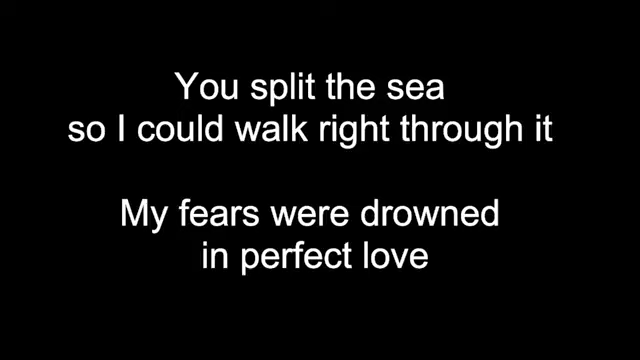 You split the sea
so I could walk right through it
My fears were drowned
in perfect love